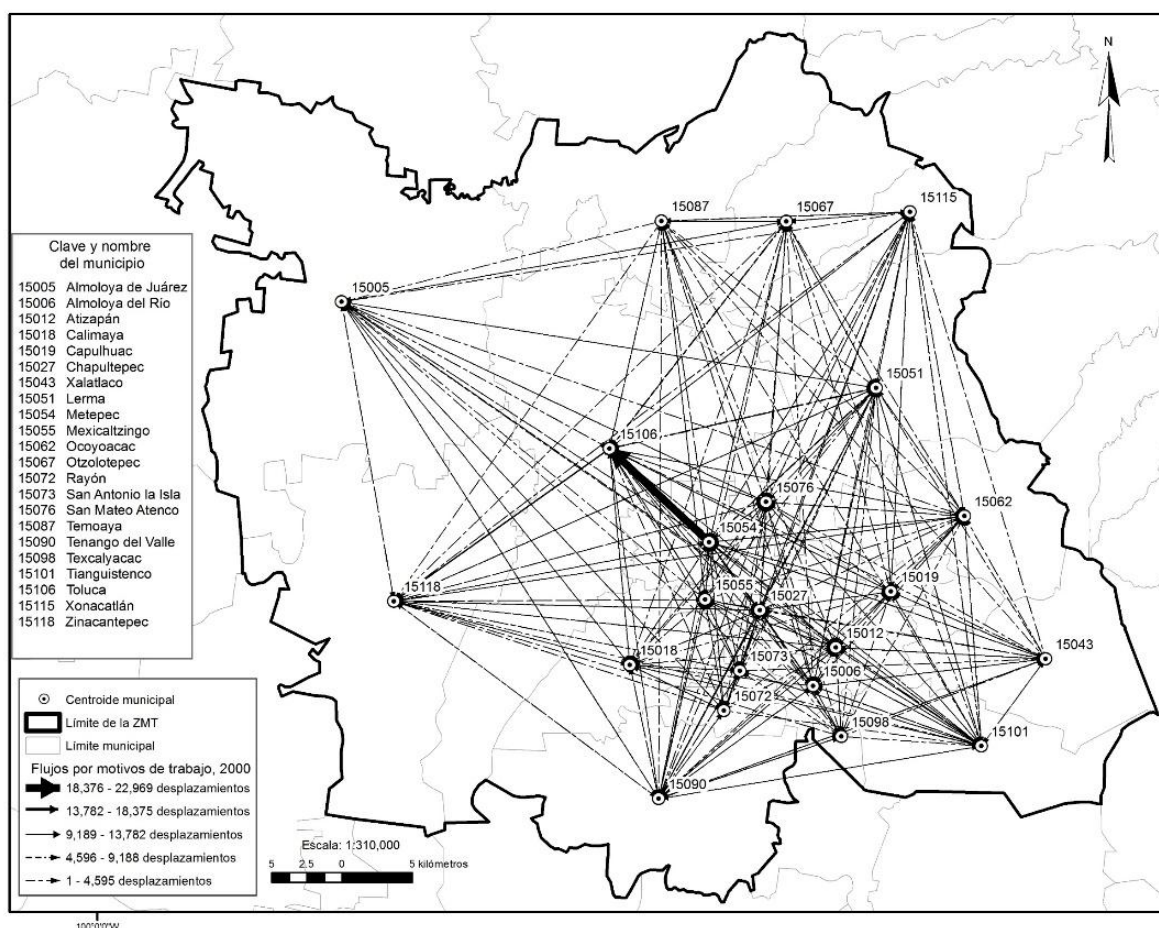 N
Clave y nombre
del municipio
15005 Almoloya de Juárez
15006 Almoloya del Río
15012 Atizapán
15018 Calimaya
15019 Capulhuac
15027 Chapultepec
15043 Xalatlaco
15051 Lerma
15054 Metepec
15055 Mexicaltzingo
15062 Ocoyoacac
15067 Otzolotepec
15072 Rayón
15073 San Antonio la Isla
15076 San Mateo Atenco
15087 Temoaya
15090 Tenango del Valle
15098 Texcalyacac
15101 Tianguistenco
15106 Toluca
15115 Xonacatlán
15118 Zinacantepec
15087
15067
15115
15005
15051
15106
15076
15062
15054
15118
15055
15027
15019
15012
15043
15018
15073
15006
15072
15098
15101
15090
Centroide municipal
Límite de la ZMT
Límite municipal
Flujos por motivos de trabajo, 2000
18,376 - 22,969 desplazamientos
13,782 - 18,375 desplazamientos
9,189 - 13,782 desplazamientos
4,596 - 9,188 desplazamientos
1 - 4,595 desplazamientos
Escala: 1:310,000
5 2.5 0 5 kilómetros
100°0'0"W